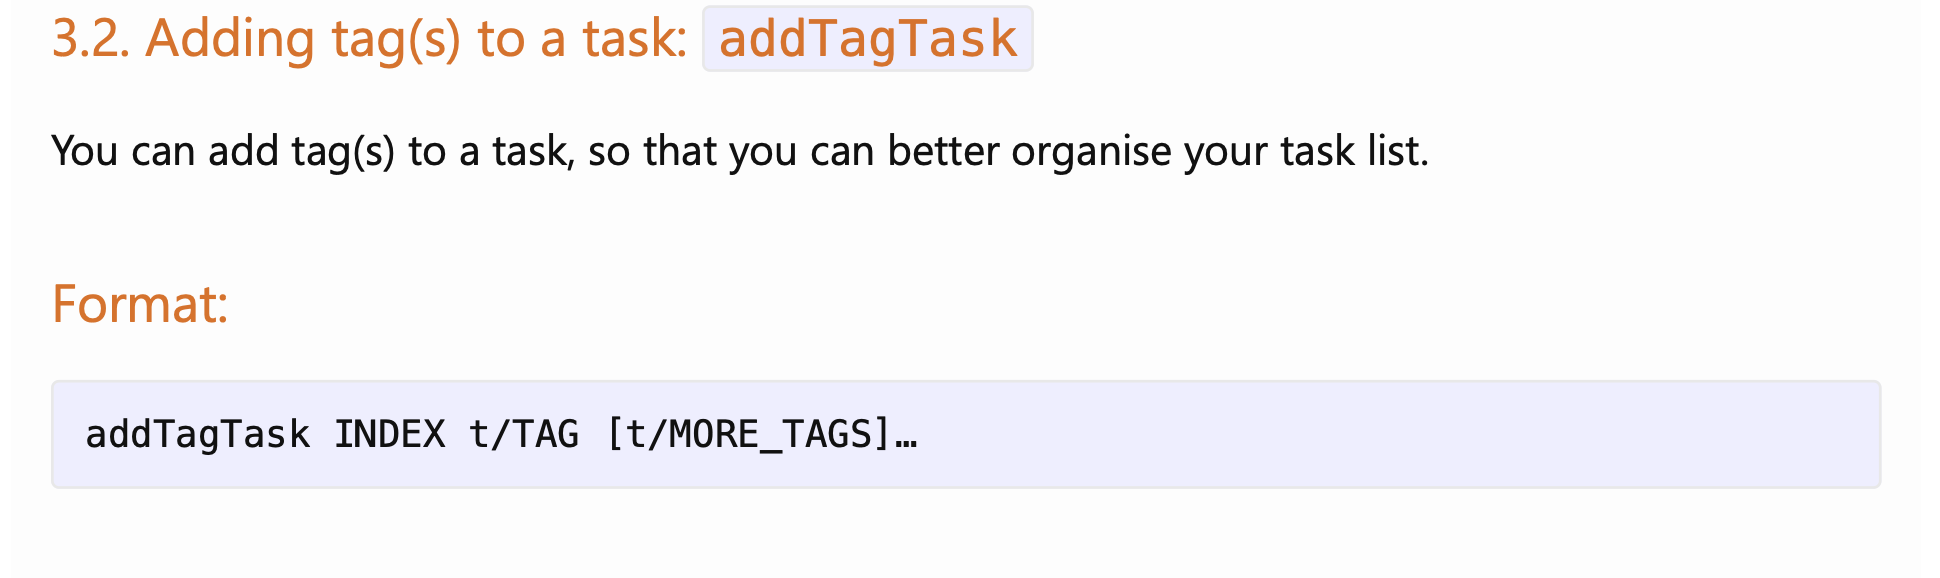 3.2. Adding tag(s) to a task: addTagTask
You can add tag(s) to a task, so that you can better organise your task list.
Format:
addTagTask INDEX t/TAG [t/MORE_TAGS]…